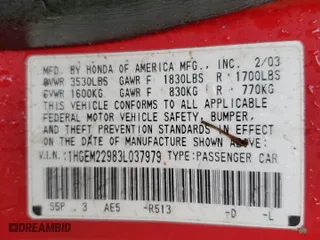 MFD. BY HONDA OF AMERICA MFG., INC. 2/03
GVWR 3530LBS GAWR F 1830LBS R 1700LBS
GVWR 1600KG GAWR F 830KG R 770KG
THIS VEHICLE CONFORMS TO ALL APPLICABLE
FEDERAL MOTOR VEHICLE SAFETY, BUMPER,
AND THEFT PREVENTION STANDARDS IN EFFECT
ON THE DATE OF MANUFACTURE SHOWN ABOVE.
V.I.N.:1HGEM22983L037979 TYPE:PASSENGER CAR
S5P 3 AE5 -R513 -D -L